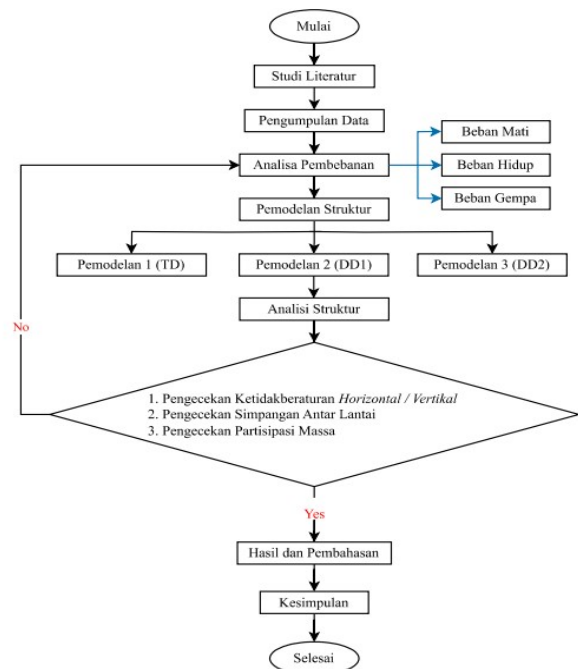 Mulai
Studi Literatur
Pengumpulan Data
Analisa Pembebanan
Beban Mati
Beban Hidup
Beban Gempa
Pemodelan Struktur
Pemodelan 1 (TD)
Pemodelan 2 (DD1)
Pemodelan 3 (DD2)
Analisi Struktur
No
1. Pengecekan Ketidakberaturan Horizontal / Vertikal
2. Pengecekan Simpangan Antar Lantai
3. Pengecekan Partisipasi Massa
Yes
Hasil dan Pembahasan
Kesimpulan
Selesai